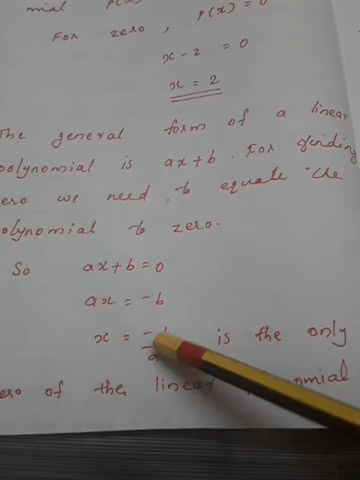 mial P(x)
For zero, P(x) = 0
x - 2 = 0
x = 2
The general form of a linear
polynomial is ax+b. For finding
zero we need to equate the
polynomial to zero.
So ax+b=0
ax = -b
x = - is the only
zero of the linear